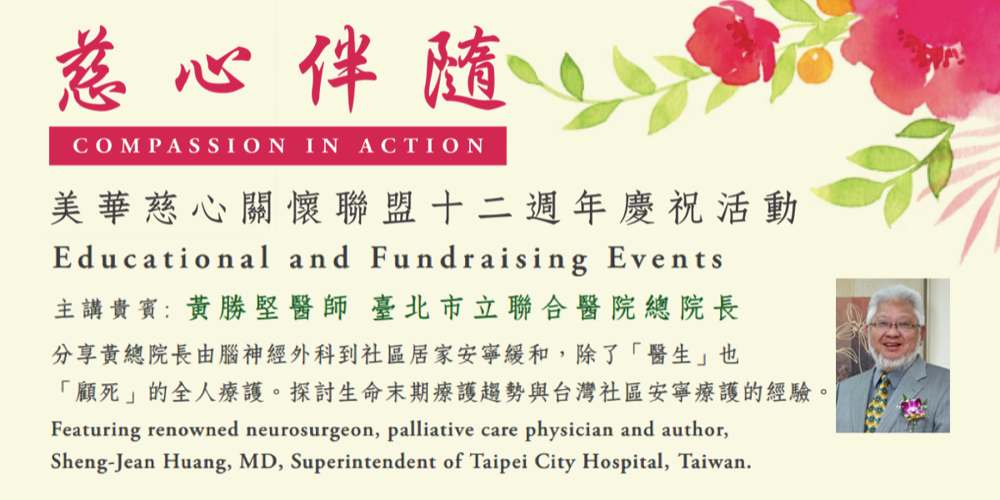 慈心伴隨
COMPASSION IN ACTION
美華慈心關懷聯盟十二週年慶祝活動
Educational and Fundraising Events
主講貴賓: 黃勝堅醫師 臺北市立聯合醫院總院長
分享黃總院長由腦神經外科到社區居家安寧緩和，除了「醫生」也
「顧死」的全人療護。探討生命末期療護趨勢與台灣社區安寧療護的經驗。
Featuring renowned neurosurgeon, palliative care physician and author,
Sheng-Jean Huang, MD, Superintendent of Taipei City Hospital, Taiwan.